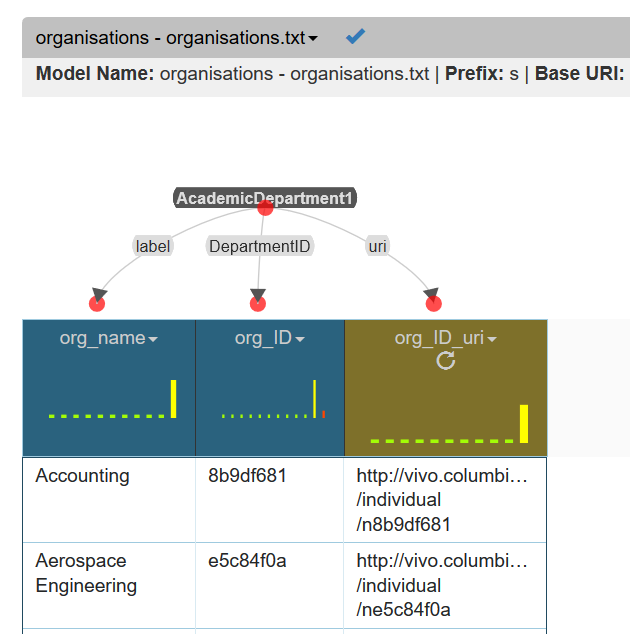 organisations - organisations.txt
Model Name: organisations - organisations.txt | Prefix: s | Base URI:
AcademicDepartment1
label DepartmentID uri
org_name org_ID org_ID_uri
Accounting 8b9df681 http://vivo.columbi…
/individual
/n8b9df681
Aerospace e5c84f0a http://vivo.columbi…
Engineering /individual
/ne5c84f0a